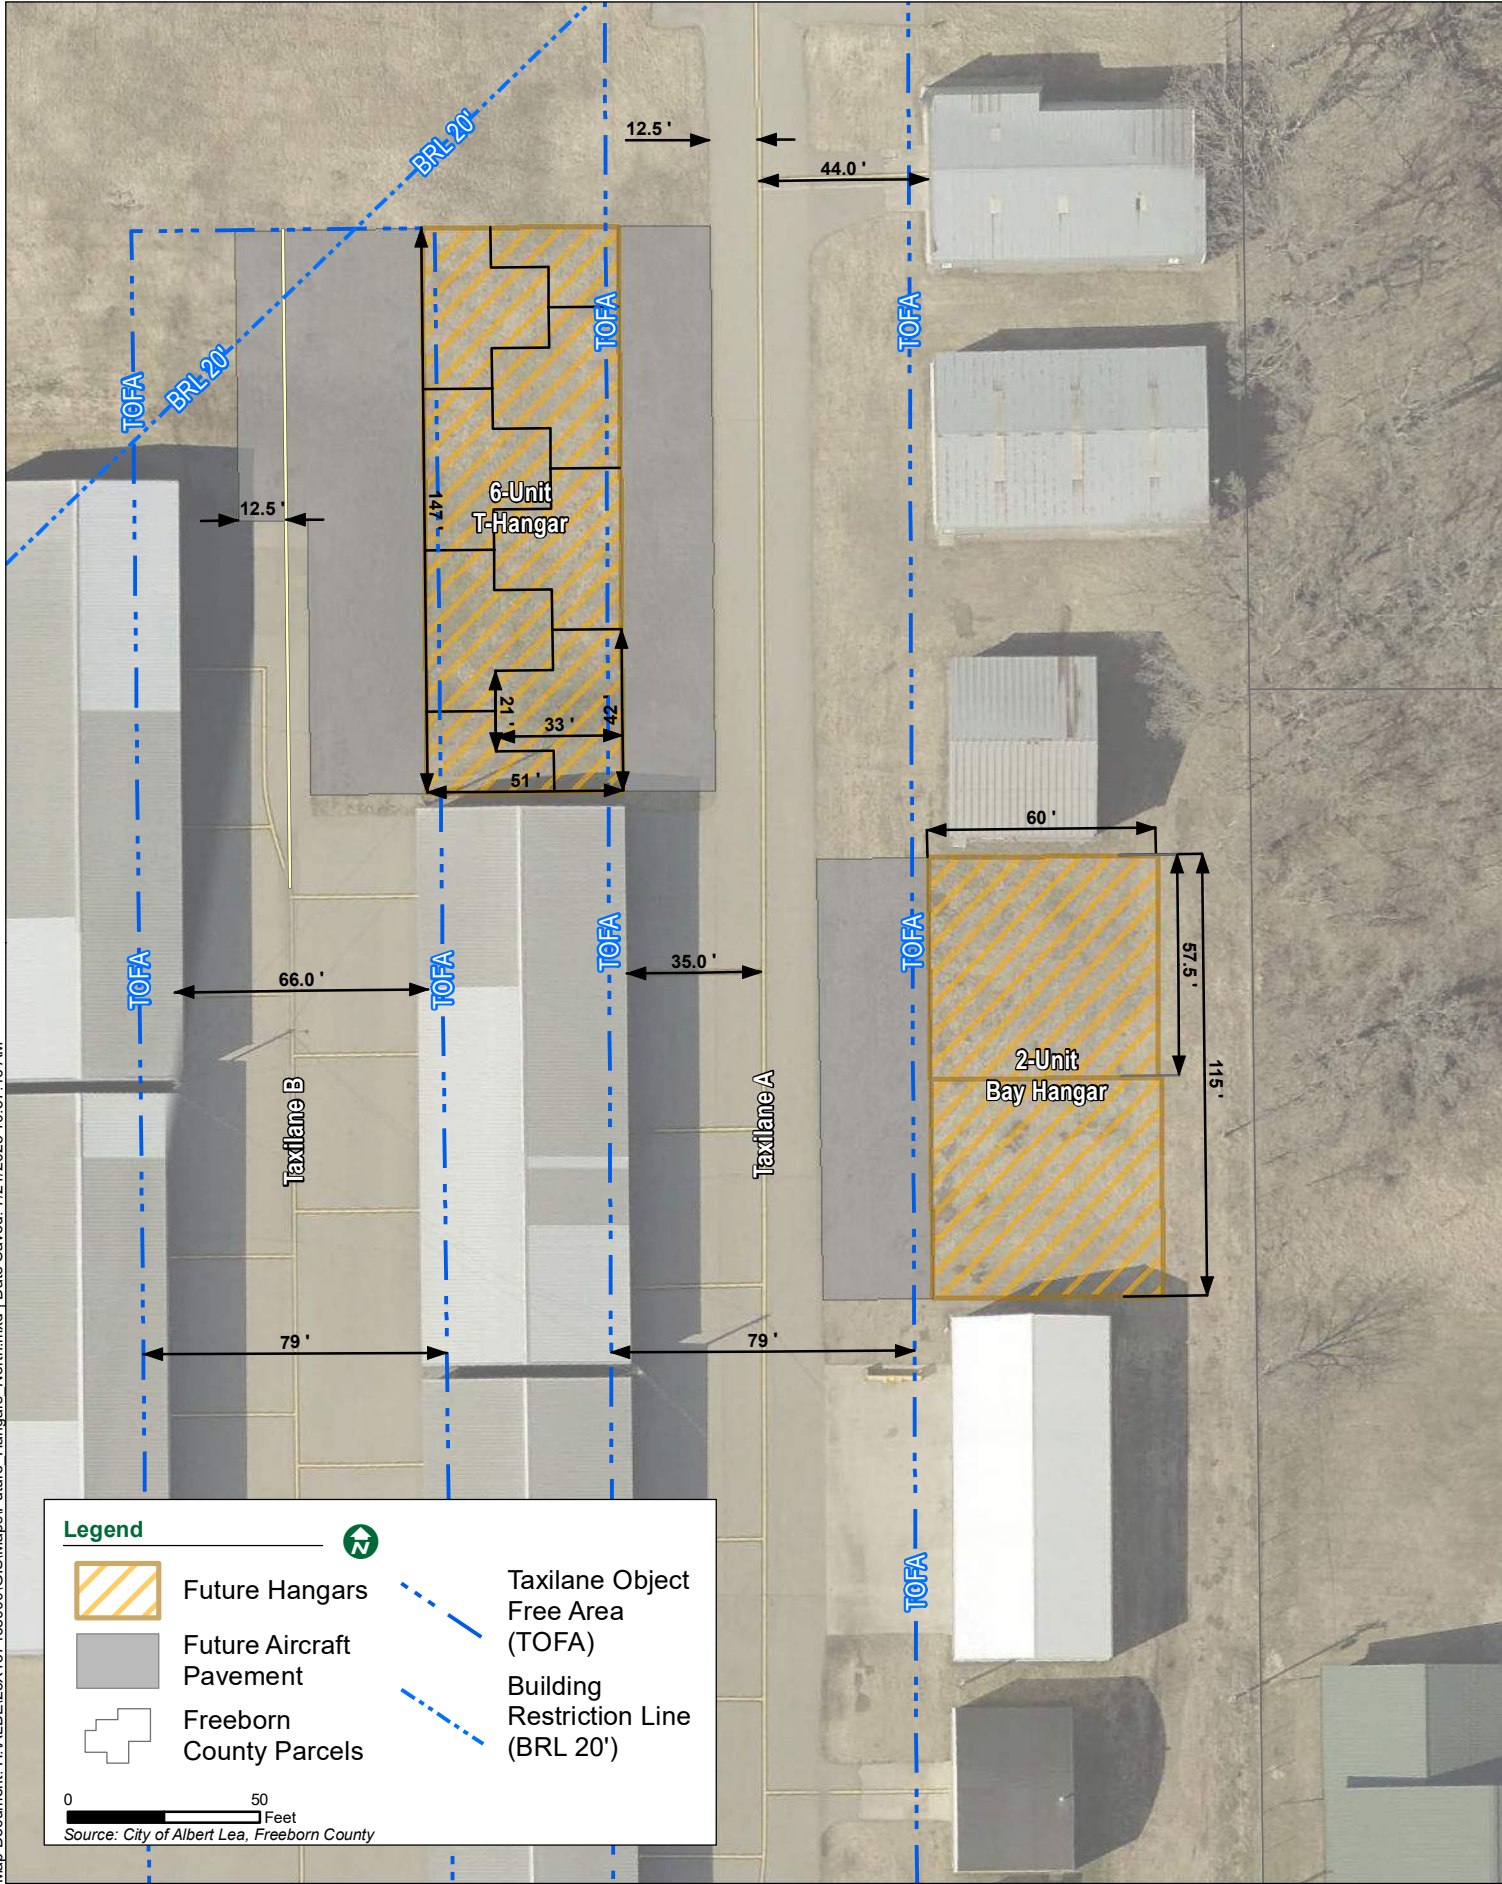 BRL 20'
12.5 '
44.0 '
TOFA
TOFA
BRL 20'
TOFA
12.5 '
147 '
6-Unit
T-Hangar
21 '
33 '
42 '
51 '
60 '
57.5 '
115 '
TOFA
TOFA
TOFA
TOFA
66.0 '
35.0 '
2-Unit
Bay Hangar
Taxilane B
Taxilane A
79 '
79 '
TOFA
Legend
N
Future Hangars
Future Aircraft
Pavement
Freeborn
County Parcels
Taxilane Object
Free Area
(TOFA)
Building
Restriction Line
(BRL 20')
0 50
Feet
Source: City of Albert Lea, Freeborn County